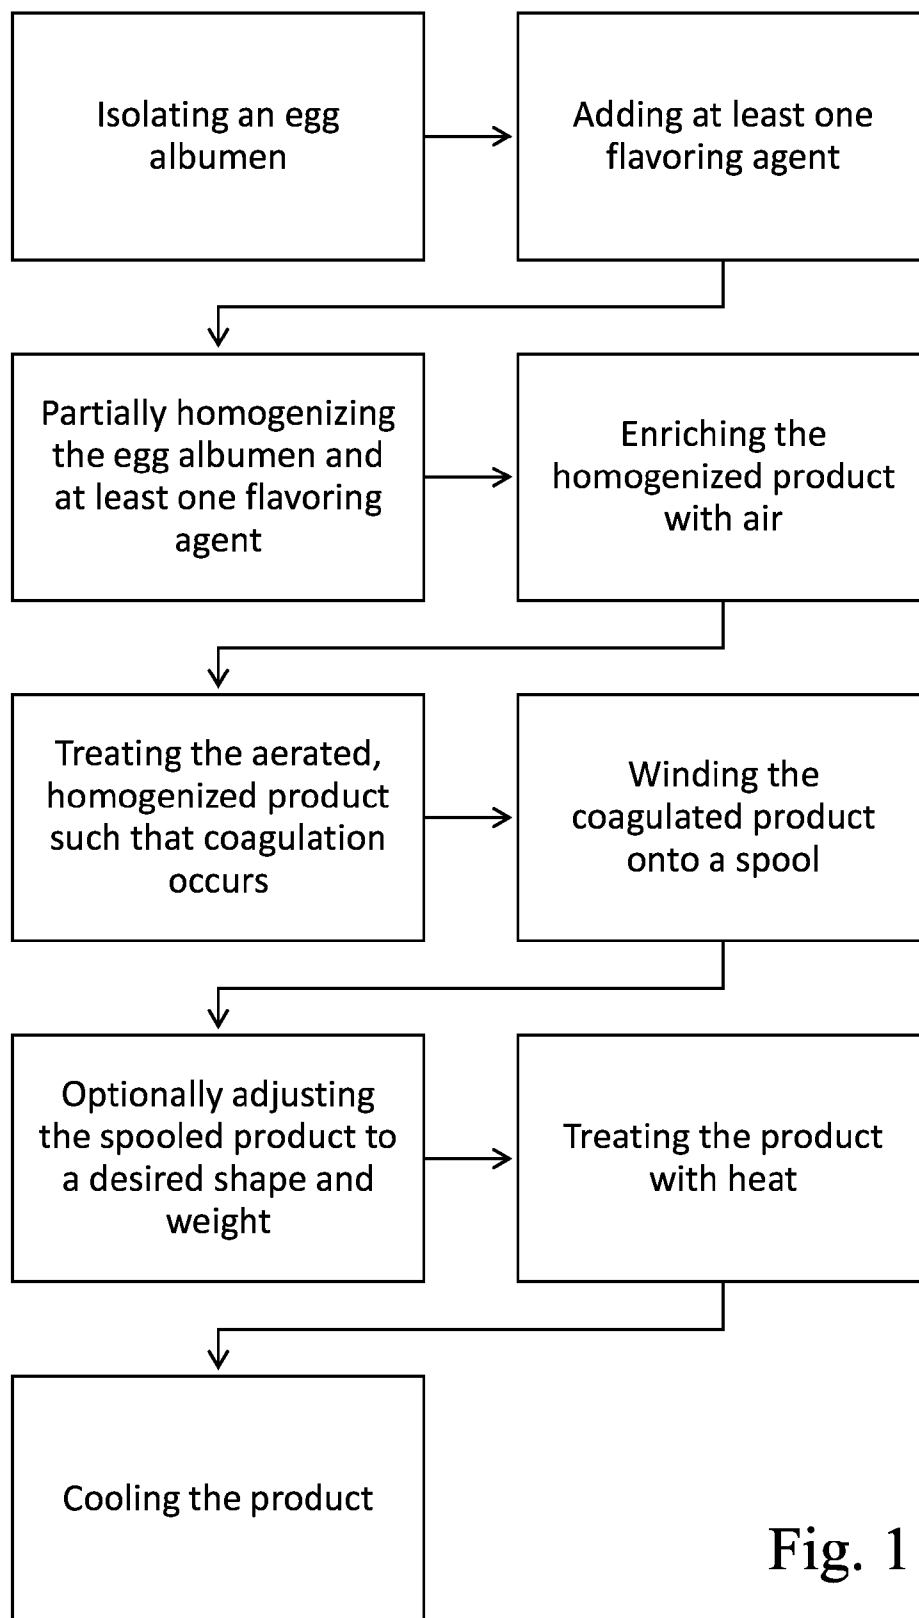 Isolating an egg
albumen
Adding at least one
flavoring agent
Partially homogenizing
the egg albumen and
at least one flavoring
agent
Enriching the
homogenized product
with air
Treating the aerated,
homogenized product
such that coagulation
occurs
Winding the
coagulated product
onto a spool
Optionally adjusting
the spooled product to
a desired shape and
weight
Treating the product
with heat
Cooling the product
Fig. 1